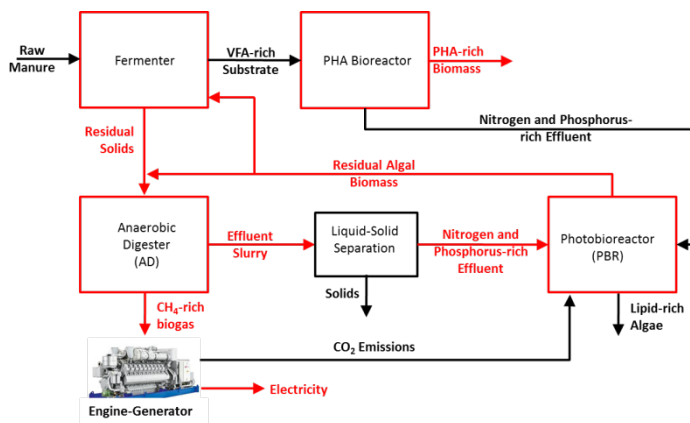 Raw
Manure
Fermenter
VFA-rich
Substrate
PHA Bioreactor
PHA-rich
Biomass
Nitrogen and Phosphorus-
rich Effluent
Residual
Solids
Residual Algal
Biomass
Anaerobic
Digester
(AD)
Effluent
Slurry
Liquid-Solid
Separation
Nitrogen and
Phosphorus-rich
Effluent
Photobioreactor
(PBR)
Solids
Lipid-rich
Algae
CH₄-rich
biogas
CO₂ Emissions
Electricity
Engine-Generator